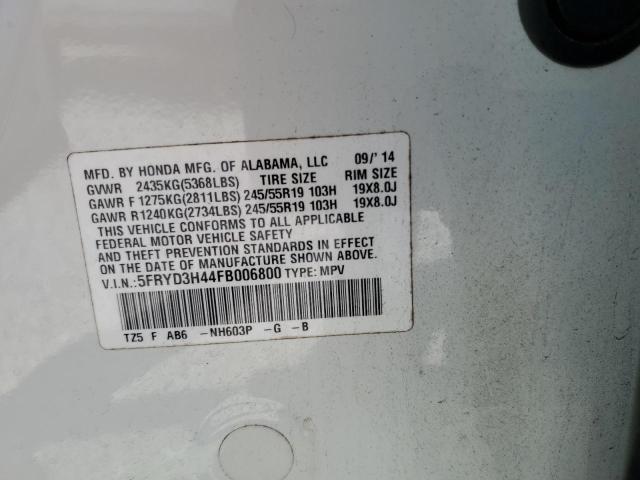 MFD. BY HONDA MFG. OF ALABAMA, LLC 09/'14
GVWR 2435KG(5368LBS) TIRE SIZE RIM SIZE
GAWR F 1275KG(2811LBS) 245/55R19 103H 19X8.0J
GAWR R1240KG(2734LBS) 245/55R19 103H 19X8.0J
THIS VEHICLE CONFORMS TO ALL APPLICABLE
FEDERAL MOTOR VEHICLE SAFETY
AND THEFT PREVENTION STANDARDS IN EFFECT
ON THE DATE OF MANUFACTURE SHOWN ABOVE.
V.I.N.:5FRYD3H44FB006800 TYPE: MPV
TZ5 F AB6 -NH603P -G -B